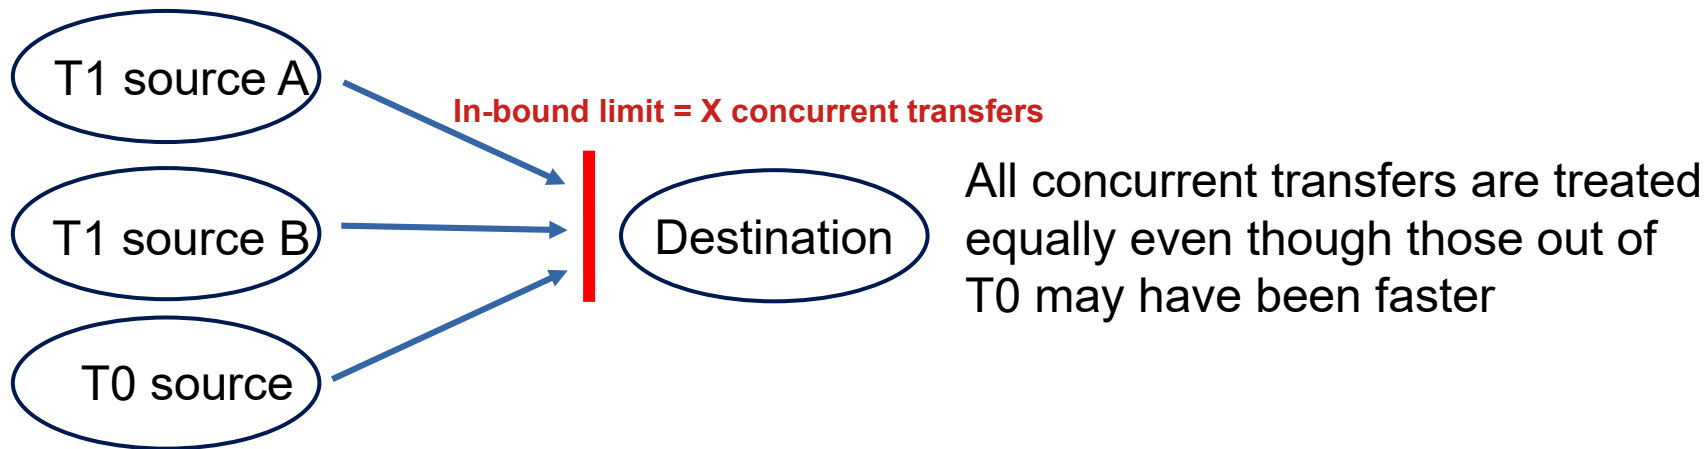 T1 source A
In-bound limit = X concurrent transfers
T1 source B
Destination
All concurrent transfers are treated
equally even though those out of
T0 may have been faster
T0 source